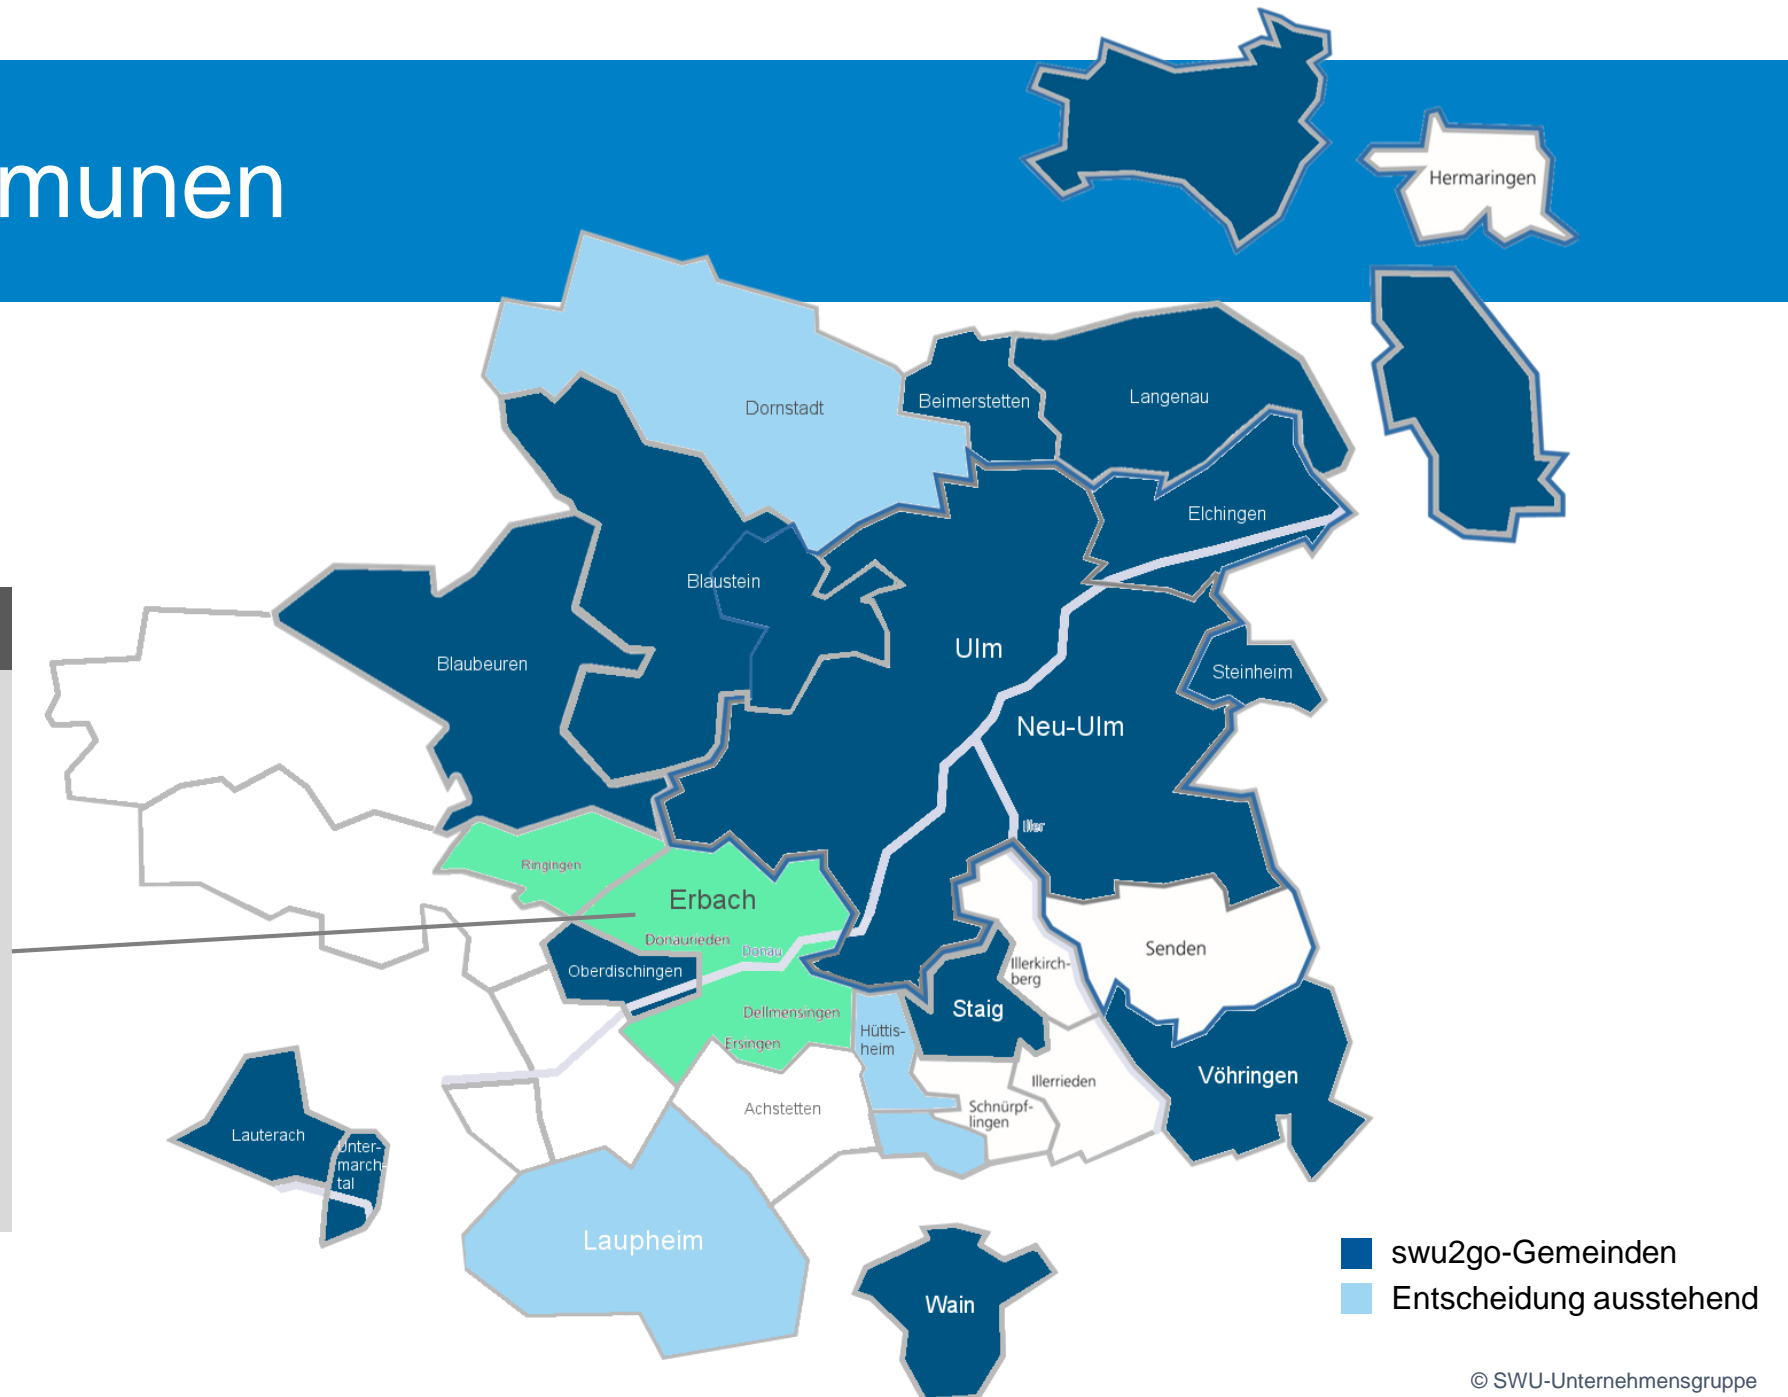 munen
Hermaringen
Dornstadt
Beimerstetten
Langenau
Elchingen
Blaustein
Blaubeuren
Ulm
Steinheim
Neu-Ulm
Iller
Ringingen
Erbach
Donaurieden
Donau
Oberdischingen
Senden
Illerkirch-
berg
Staig
Dellmensingen
Hüttis-
heim
Ersingen
Illerrieden
Vöhringen
Achstetten
Schnürpf-
lingen
Lauterach
Unter-
march-
tal
Laupheim
Wain
swu2go-Gemeinden
Entscheidung ausstehend
© SWU-Unternehmensgruppe